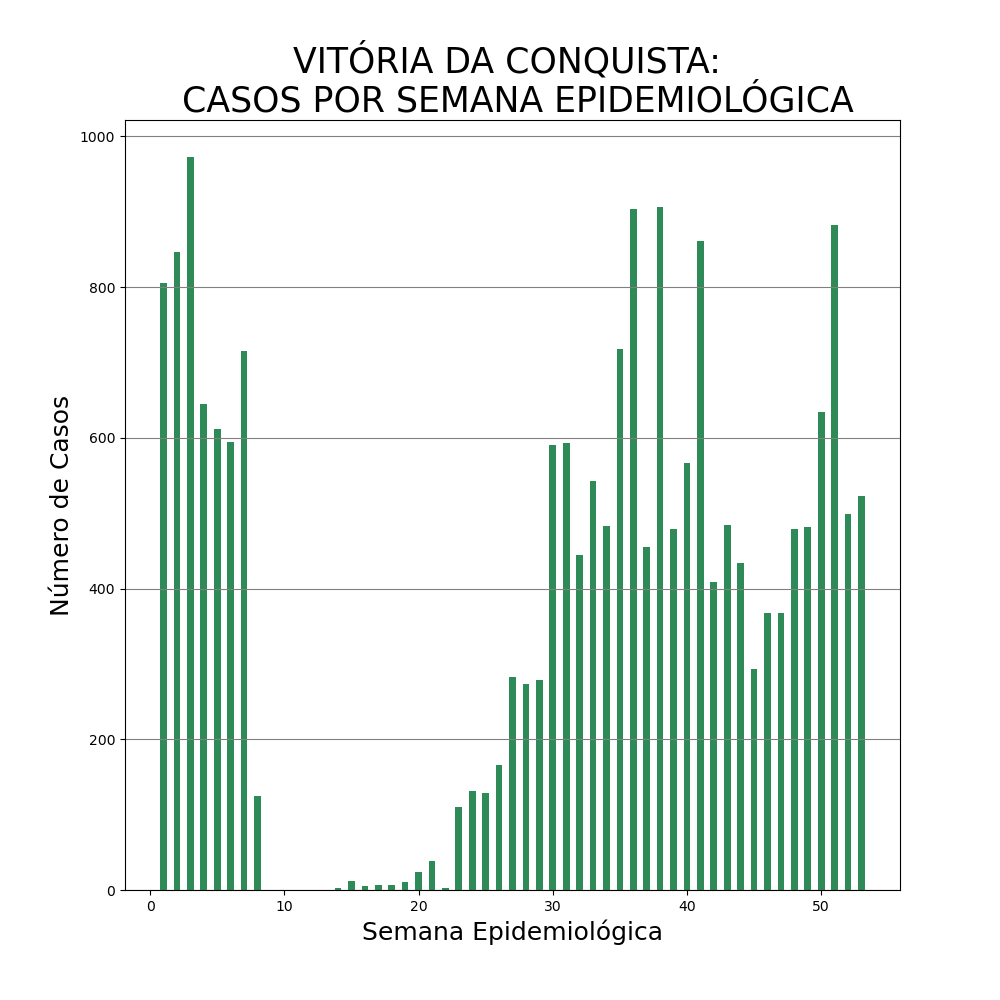 VITÓRIA DA CONQUISTA:
CASOS POR SEMANA EPIDEMIOLÓGICA
1000
800
600
400
200
0
Número de Casos
0 10 20 30 40 50
Semana Epidemiológica